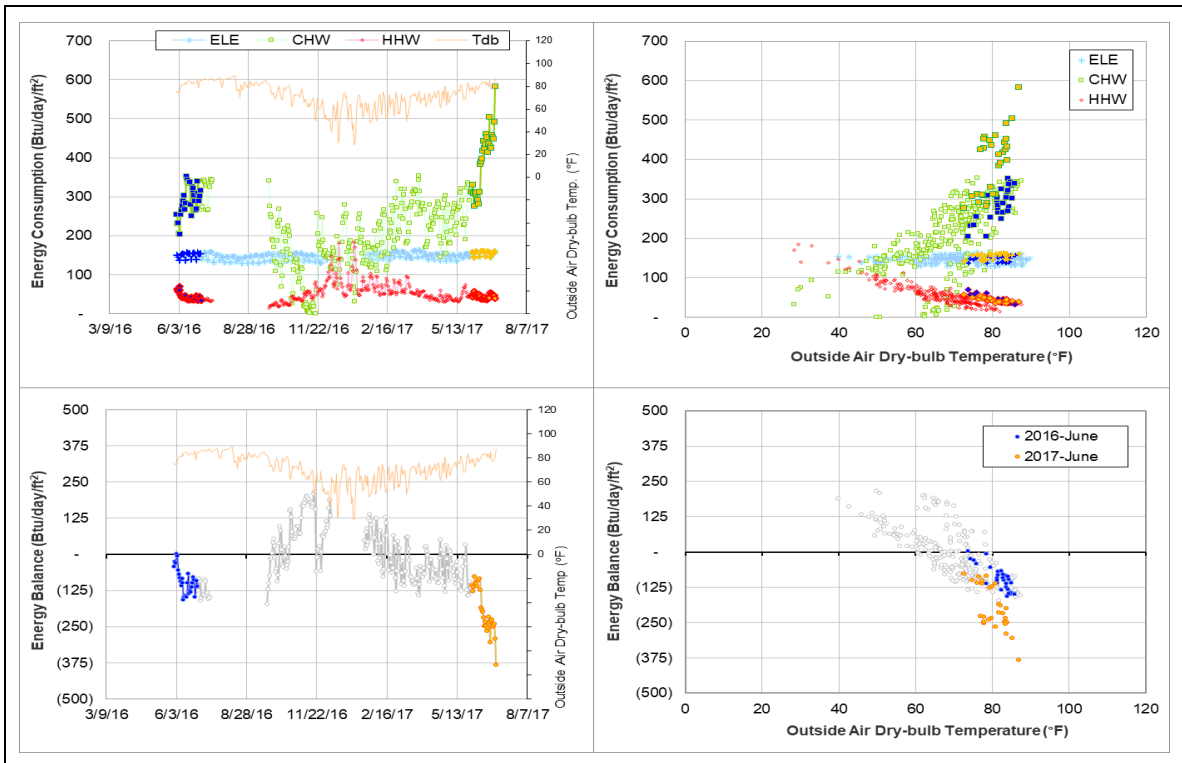 ELE CHW HHW Tdb
700
600
500
400
300
200
100
-
120
100
80
60
40
20
0
Energy Consumption (Btu/day/ft²)
Outside Air Dry-bulb Temp. (°F)
3/9/16 6/3/16 8/28/16 11/22/16 2/16/17 5/13/17 8/7/17
ELE
CHW
HHW
700
600
500
400
300
200
100
-
Energy Consumption (Btu/day/ft²)
0 20 40 60 80 100 120
Outside Air Dry-bulb Temperature (°F)
500
375
250
125
-
(125)
(250)
(375)
(500)
120
100
80
60
40
20
0
Energy Balance (Btu/day/ft²)
Outside Air Dry-bulb Temp (°F)
3/9/16 6/3/16 8/28/16 11/22/16 2/16/17 5/13/17 8/7/17
2016-June
2017-June
500
375
250
125
-
(125)
(250)
(375)
(500)
Energy Balance (Btu/day/ft²)
0 20 40 60 80 100 120
Outside Air Dry-bulb Temperature (°F)